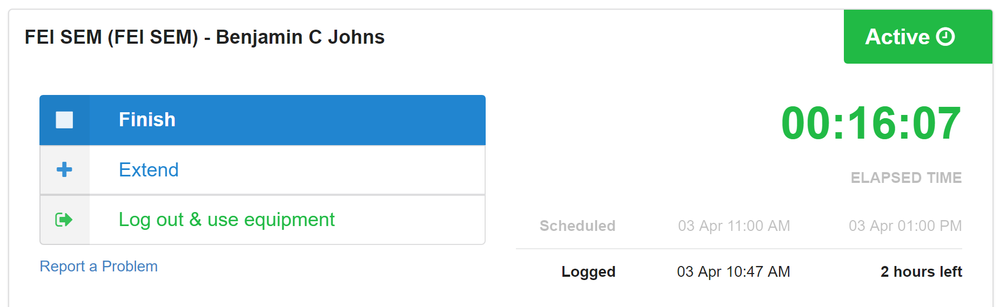 FEI SEM (FEI SEM) - Benjamin C Johns
Active
Finish
Extend
Log out & use equipment
Report a Problem
00:16:07
ELAPSED TIME
Scheduled 03 Apr 11:00 AM 03 Apr 01:00 PM
Logged 03 Apr 10:47 AM 2 hours left